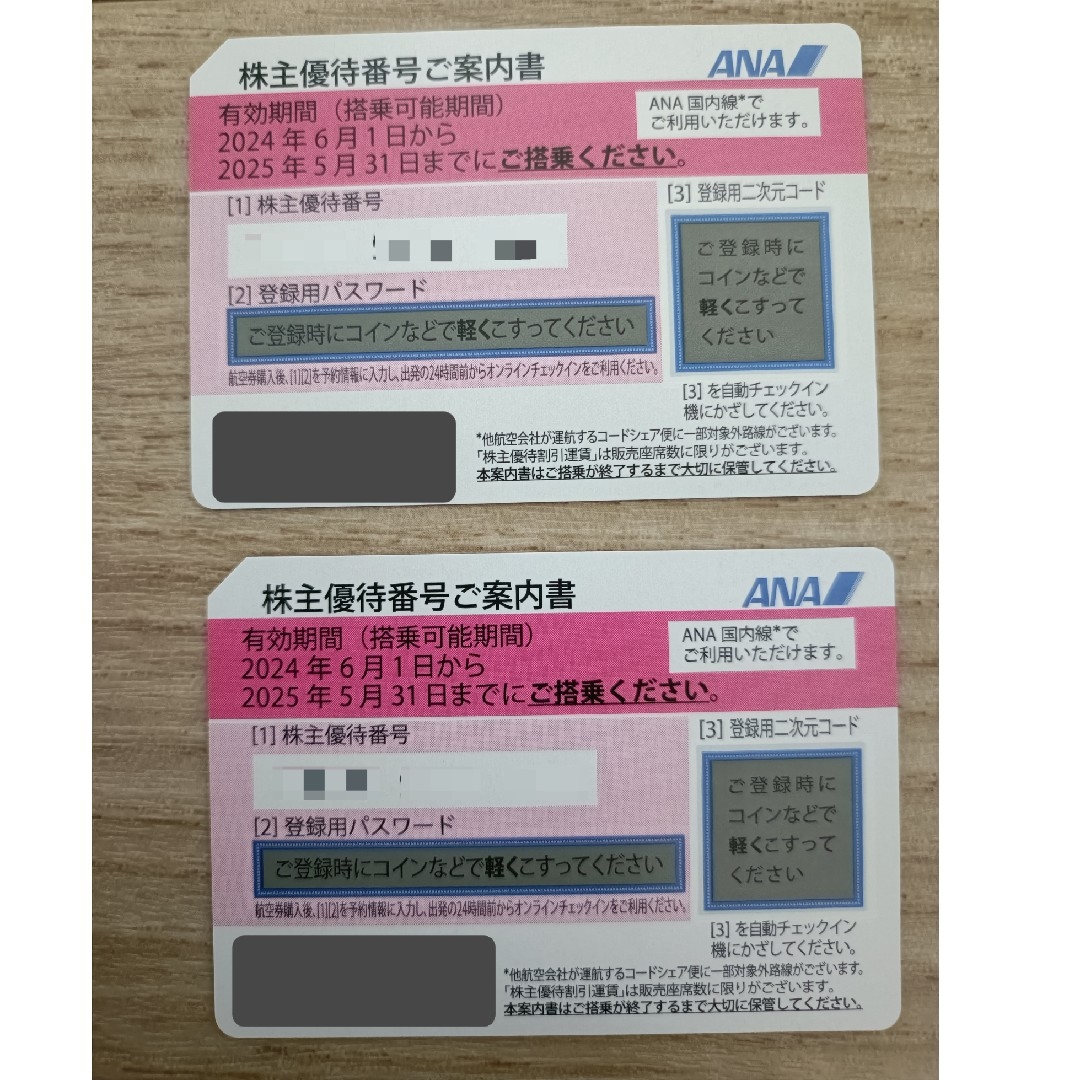 株主優待番号ご案内書
ANA
有効期間（搭乗可能期間）
2024年6月1日から
2025年5月31日までにご搭乗ください。
ANA国内線*で
ご利用いただけます。
[1] 株主優待番号
[2] 登録用パスワード
ご登録時にコインなどで軽くこすってください
航空券購入後、[1][2]を予約情報に入力し、出発の24時間前からオンラインチェックインをご利用ください。
[3] 登録用二次元コード
ご登録時に
コインなどで
軽くこすって
ください
[3] を自動チェックイン
機にかざしてください。
*他航空会社が運航するコードシェア便に一部対象外路線がございます。
「株主優待割引運賃」は販売座席数に限りがございます。
本案内書はご搭乗が終了するまで大切に保管してください。
株主優待番号ご案内書
ANA
有効期間（搭乗可能期間）
2024年6月1日から
2025年5月31日までにご搭乗ください。
ANA国内線*で
ご利用いただけます。
[1] 株主優待番号
[2] 登録用パスワード
ご登録時にコインなどで軽くこすってください
航空券購入後、[1][2]を予約情報に入力し、出発の24時間前からオンラインチェックインをご利用ください。
[3] 登録用二次元コード
ご登録時に
コインなどで
軽くこすって
ください
[3] を自動チェックイン
機にかざしてください。
*他航空会社が運航するコードシェア便に一部対象外路線がございます。
「株主優待割引運賃」は販売座席数に限りがございます。
本案内書はご搭乗が終了するまで大切に保管してください。